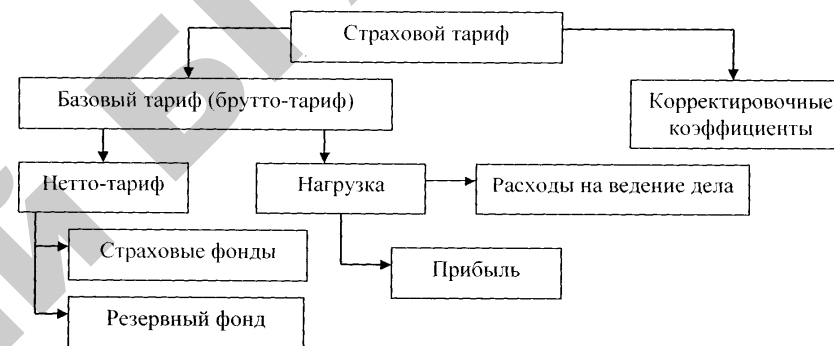 Страховой тариф
Базовый тариф (брутто-тариф)
Корректировочные
коэффициенты
Нетто-тариф
Нагрузка
Расходы на ведение дела
Страховые фонды
Прибыль
Резервный фонд